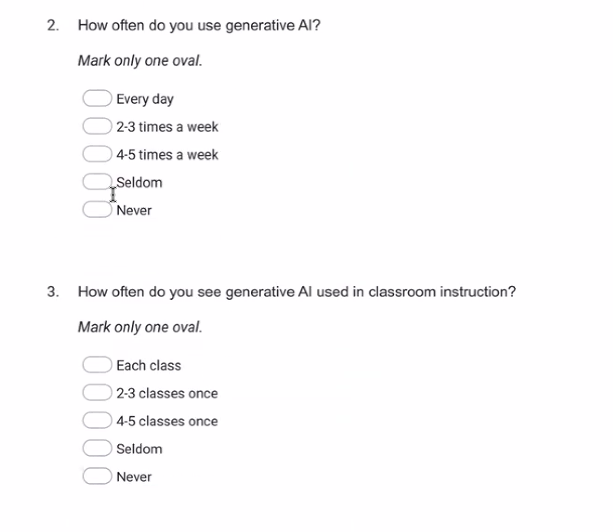 2. How often do you use generative AI?
Mark only one oval.
Every day
2-3 times a week
4-5 times a week
Seldom
Never
3. How often do you see generative AI used in classroom instruction?
Mark only one oval.
Each class
2-3 classes once
4-5 classes once
Seldom
Never